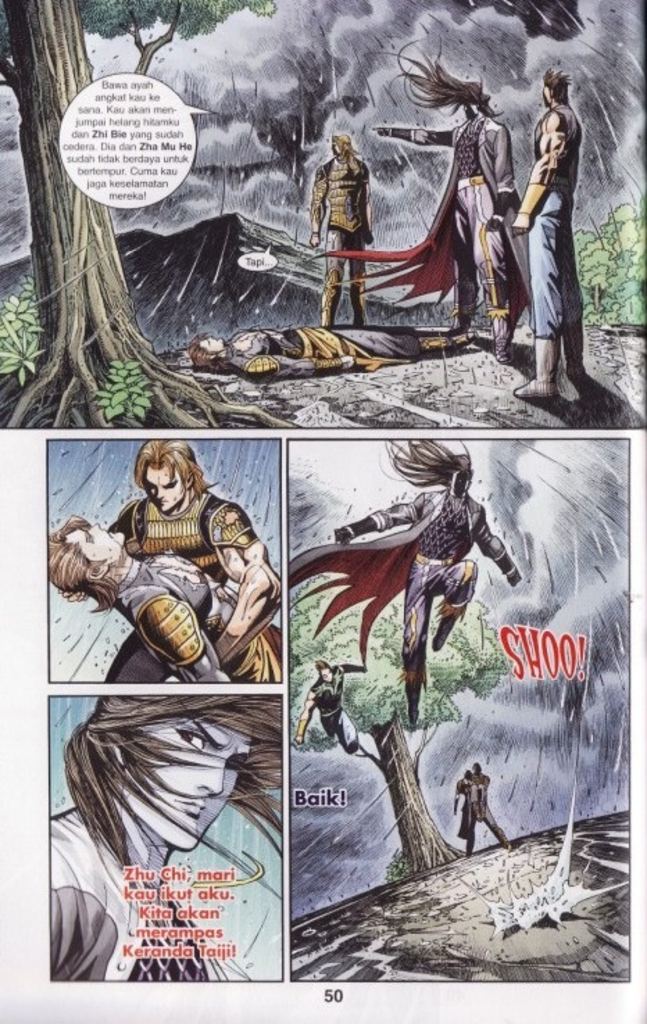 Bawa ayah
angkat kau ke
sana. Kau akan men-
jumpai helang hitamku
dan Zhi Bie yang sudah
cedera. Dia dan Zha Mu He
sudah tidak berdaya untuk
bertempur. Cuma kau
jaga keselamatan
mereka!
Tapi...
Zhu Chi, mari
kau ikut aku.
Kita akan
merampas
Keranda Taiji!
SHOO!
Baik!
50